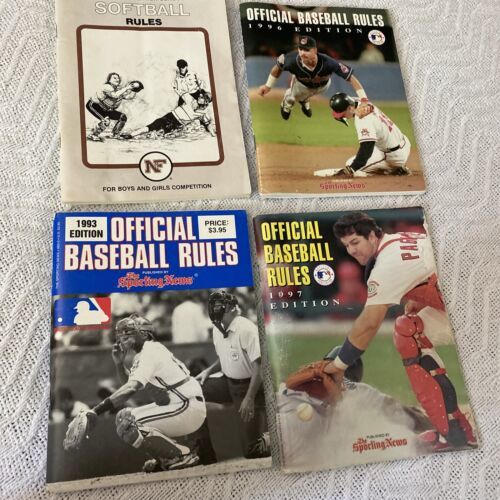 SOFTBALL
RULES
NF
FOR BOYS AND GIRLS COMPETITION
OFFICIAL BASEBALL RULES
1996 EDITION
The Sporting News
1993
EDITION
OFFICIAL
BASEBALL RULES
PRICE:
$3.95
PUBLISHED BY
The Sporting News
OFFICIAL
BASEBALL
RULES
1997
EDITION
PUBLISHED BY
The Sporting News